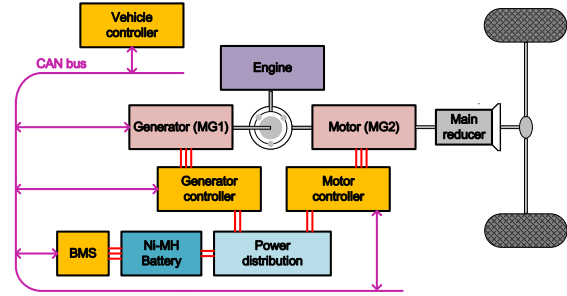 Vehicle
controller
CAN bus
Engine
Generator (MG1)
Motor (MG2)
Main
reducer
Generator
controller
Motor
controller
BMS
Ni-MH
Battery
Power
distribution